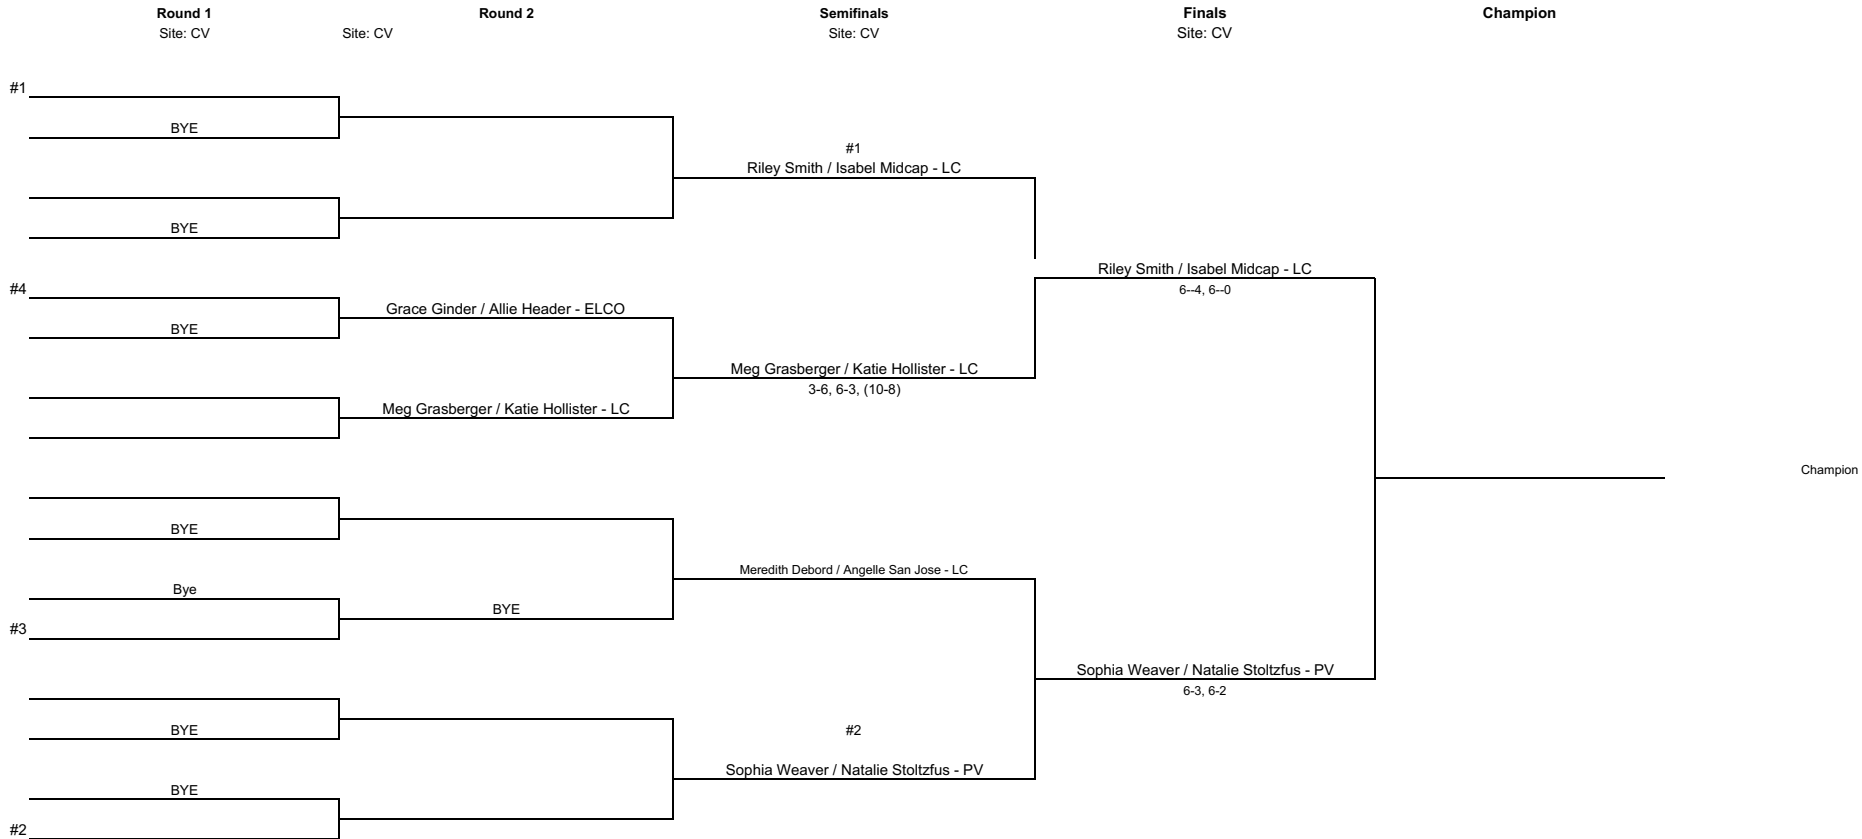 Round 1
Round 2
Semifinals
Finals
Champion
Site: CV
Site: CV
Site: CV
Site: CV
#1
BYE
#1
Riley Smith / Isabel Midcap - LC
BYE
Riley Smith / Isabel Midcap - LC
6--4, 6--0
#4
Grace Ginder / Allie Header - ELCO
BYE
Meg Grasberger / Katie Hollister - LC
3-6, 6-3, (10-8)
Meg Grasberger / Katie Hollister - LC
Champion
BYE
Meredith Debord / Angelle San Jose - LC
Bye
BYE
#3
Sophia Weaver / Natalie Stoltzfus - PV
6-3, 6-2
BYE
#2
Sophia Weaver / Natalie Stoltzfus - PV
BYE
#2